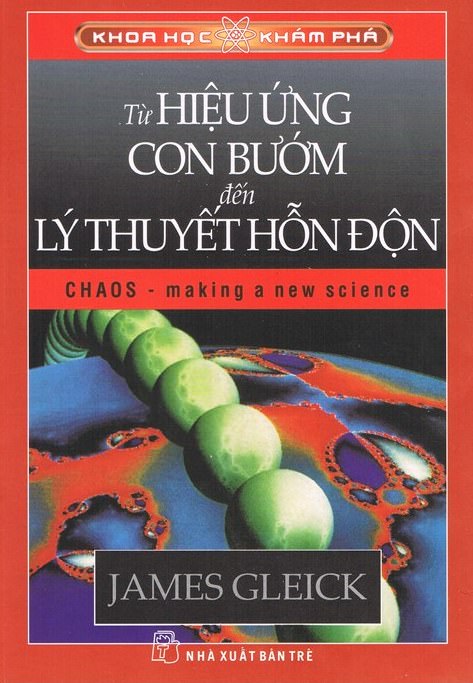 KHOA HỌC KHÁM PHÁ
Từ HIỆU ỨNG
CON BƯỚM
đến
LÝ THUYẾT HỖN ĐỘN
CHAOS - making a new science
JAMES GLEICK
NHÀ XUẤT BẢN TRẺ